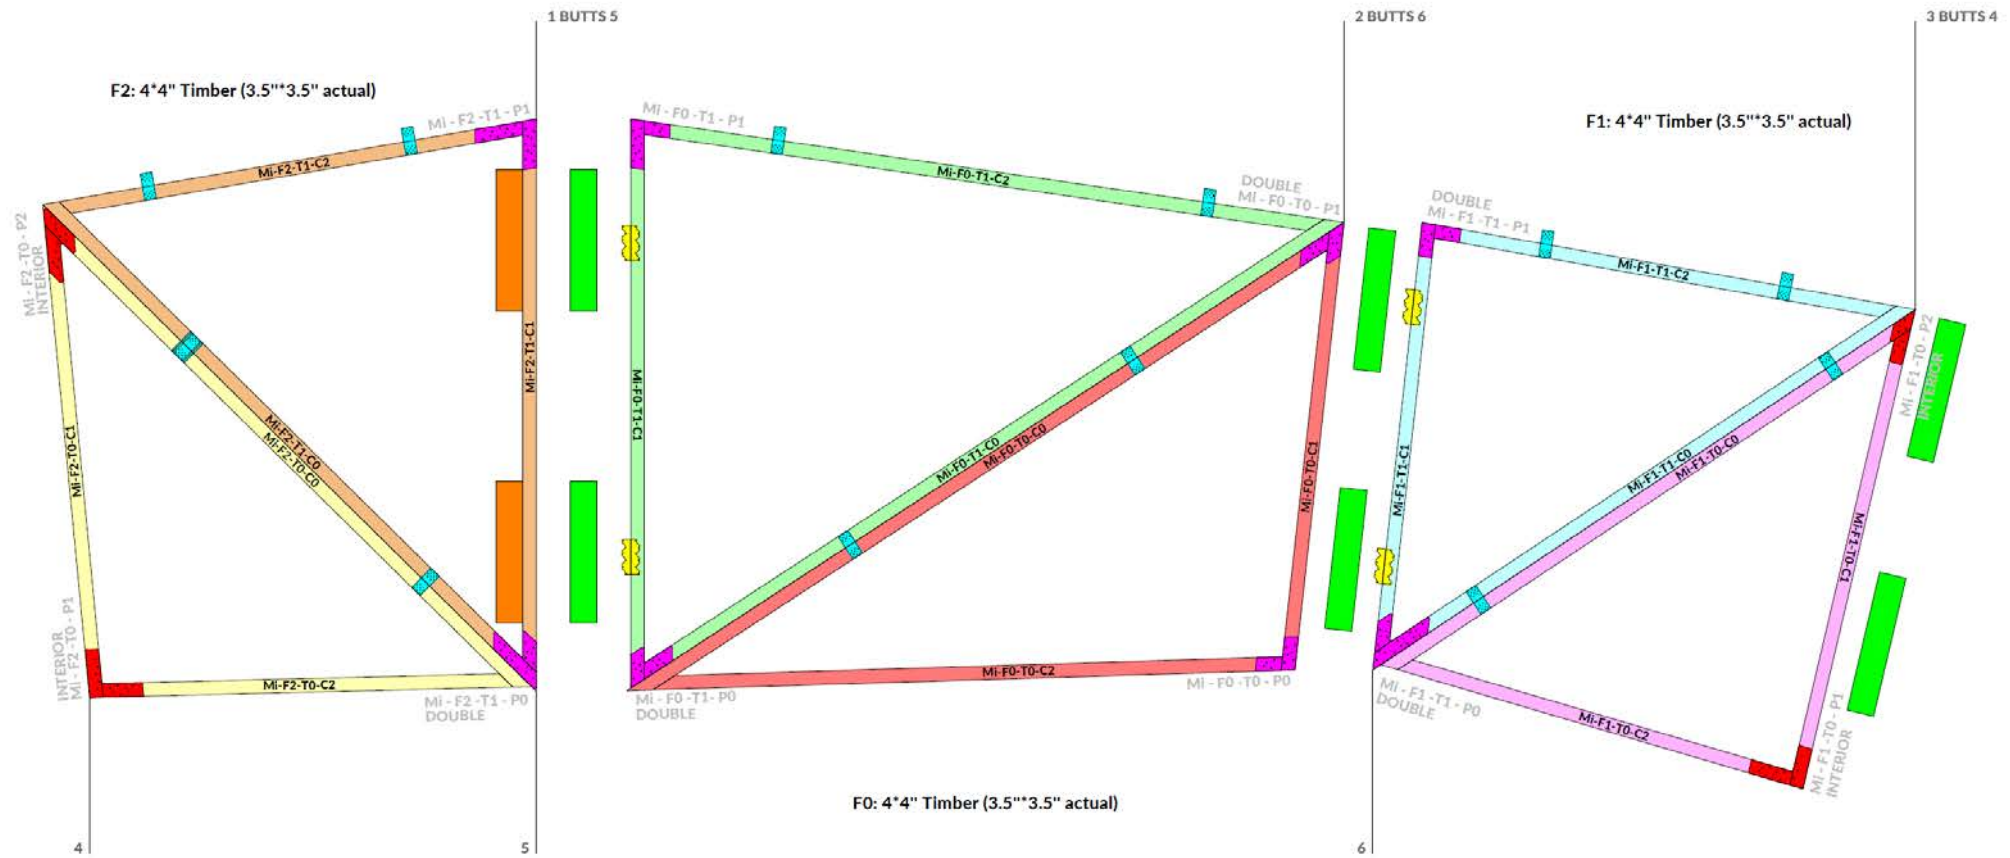 1 BUTTS 5
2 BUTTS 6
3 BUTTS 4
F2: 4*4" Timber (3.5"*3.5" actual)
Mi - F2 -T1 - P1
Mi-F2-T1-C2
Mi - F2 -T0 - P2
INTERIOR
Mi-F2-T1-C1
Mi-F2-T0-C1
Mi-F2-T1-C0
Mi-F2-T0-C0
INTERIOR
Mi - F2 -T0 - P1
Mi-F2-T0-C2
Mi - F2 -T1 - P0
DOUBLE
Mi - F0 -T1 - P1
Mi-F0-T1-C2
DOUBLE
Mi - F0 -T0 - P1
Mi-F0-T1-C1
Mi-F0-T1-C0
Mi-F0-T0-C0
Mi-F0-T0-C1
Mi-F0-T0-C2
Mi - F0 -T1- P0
DOUBLE
Mi - F0 -T0 - P0
F0: 4*4" Timber (3.5"*3.5" actual)
F1: 4*4" Timber (3.5"*3.5" actual)
DOUBLE
Mi - F1 -T1 - P1
Mi-F1-T1-C2
Mi - F1 -T0 - P2
INTERIOR
Mi-F1-T1-C1
Mi-F1-T1-C0
Mi-F1-T0-C0
Mi-F1-T0-C1
Mi - F1 -T1 - P0
DOUBLE
Mi-F1-T0-C2
Mi - F1 -T0 - P1
INTERIOR
4
5
6